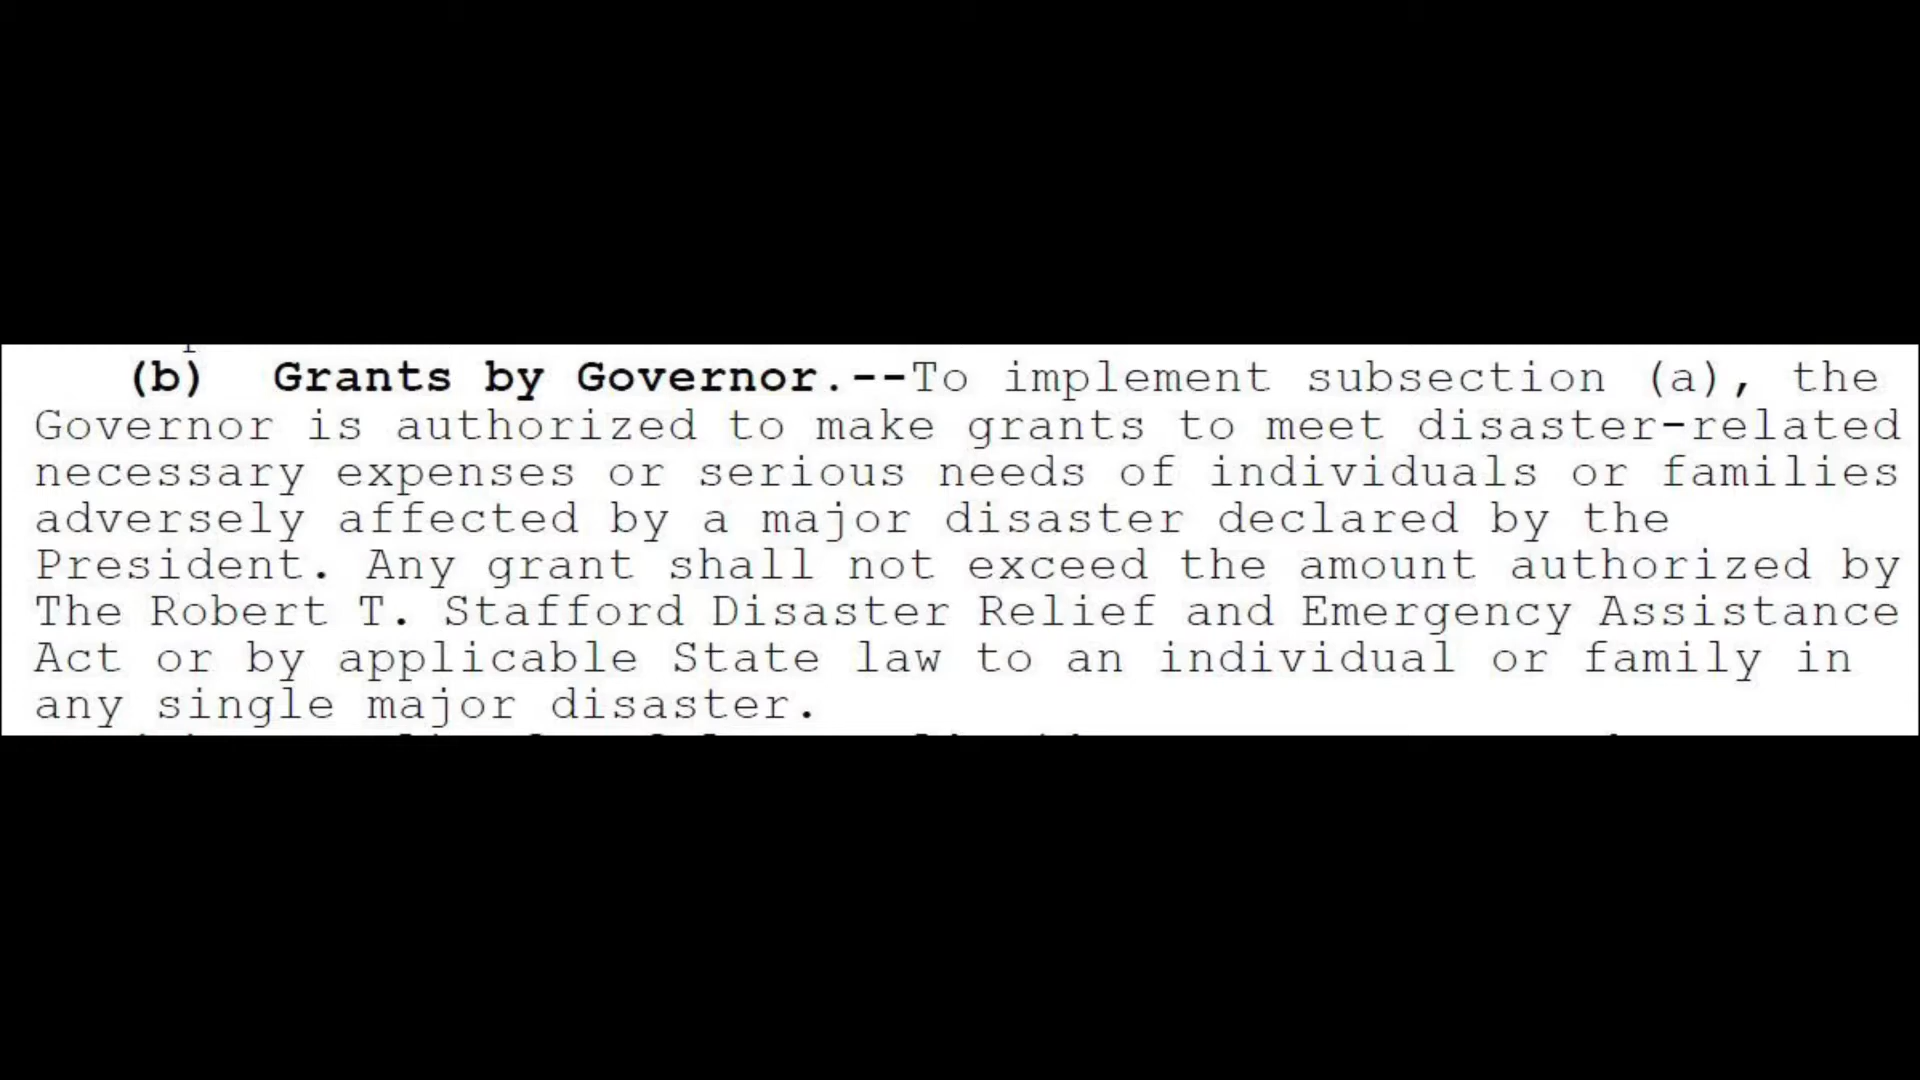 (b) Grants by Governor.--To implement subsection (a), the
Governor is authorized to make grants to meet disaster-related
necessary expenses or serious needs of individuals or families
adversely affected by a major disaster declared by the
President. Any grant shall not exceed the amount authorized by
The Robert T. Stafford Disaster Relief and Emergency Assistance
Act or by applicable State law to an individual or family in
any single major disaster.